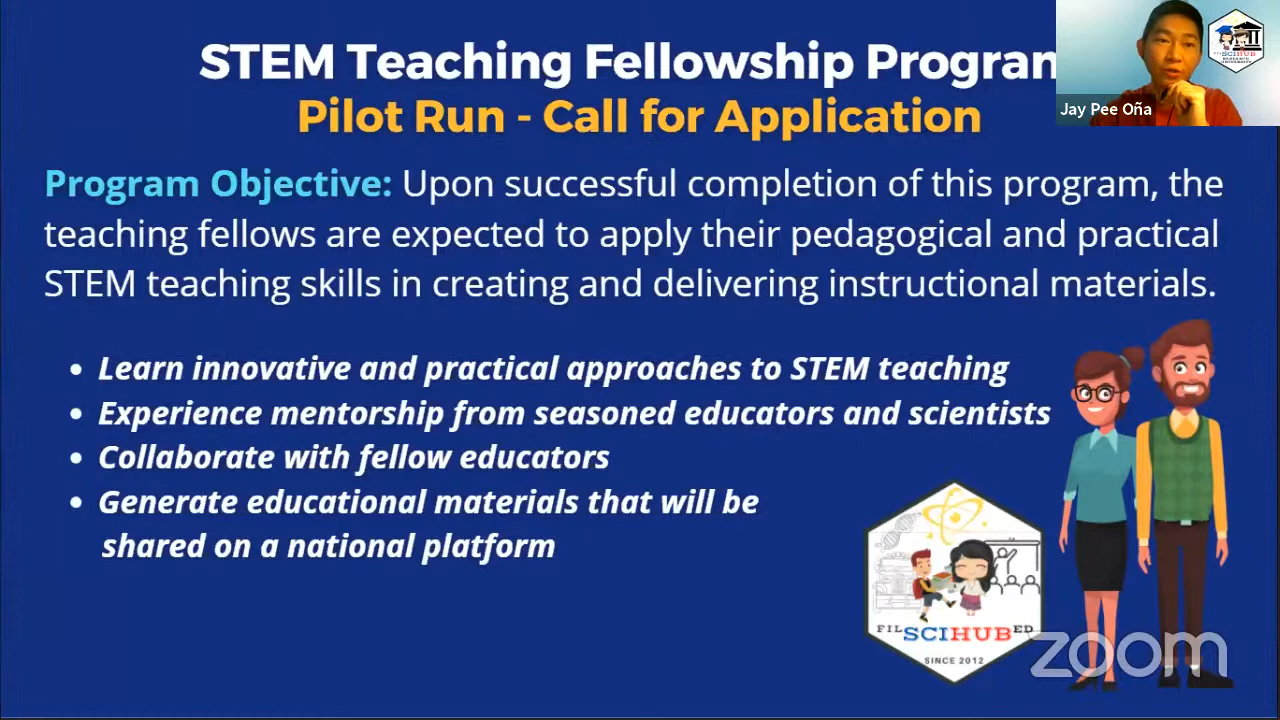 STEM Teaching Fellowship Program
Pilot Run - Call for Application
Jay Pee Oña
Program Objective: Upon successful completion of this program, the
teaching fellows are expected to apply their pedagogical and practical
STEM teaching skills in creating and delivering instructional materials.
• Learn innovative and practical approaches to STEM teaching
• Experience mentorship from seasoned educators and scientists
• Collaborate with fellow educators
• Generate educational materials that will be
shared on a national platform
FILSCIHUBED
SINCE 2012
zoom